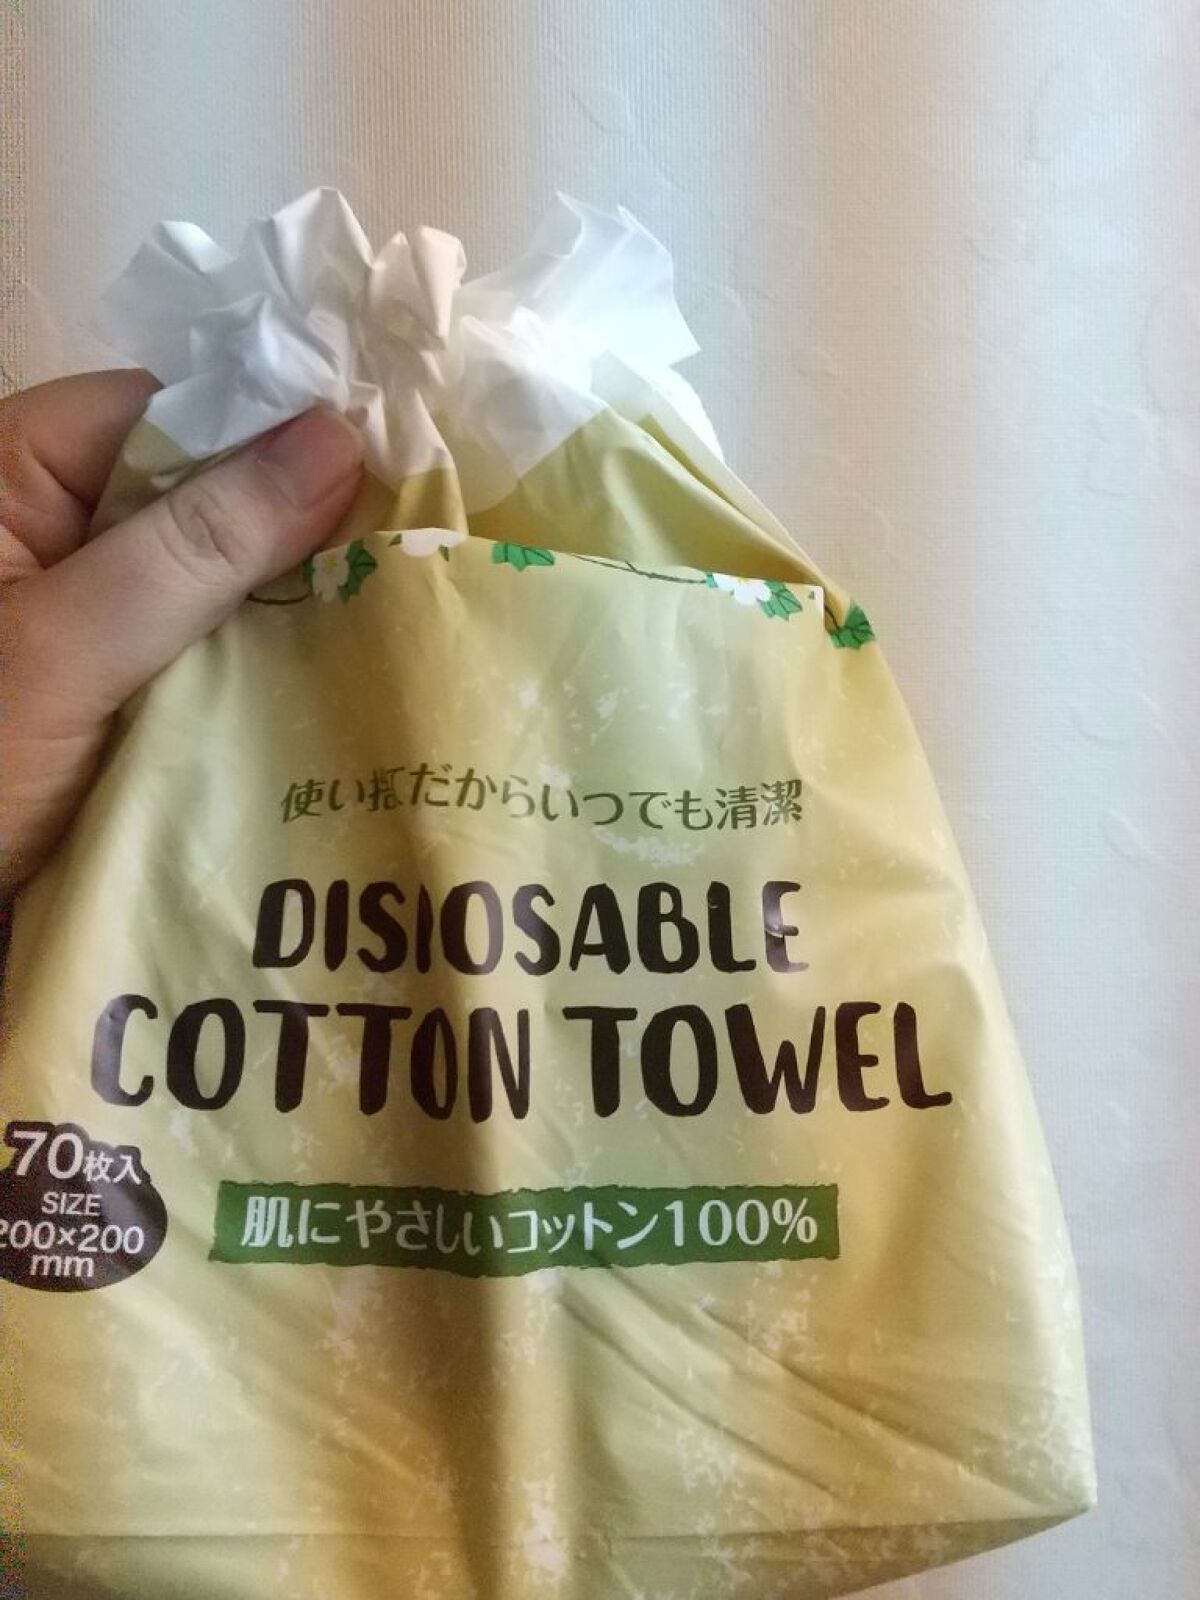 使い捨だからいつでも清潔
DISPOSABLE
COTTON TOWEL
70枚入
SIZE
200×200
mm
肌にやさしいコットン100%